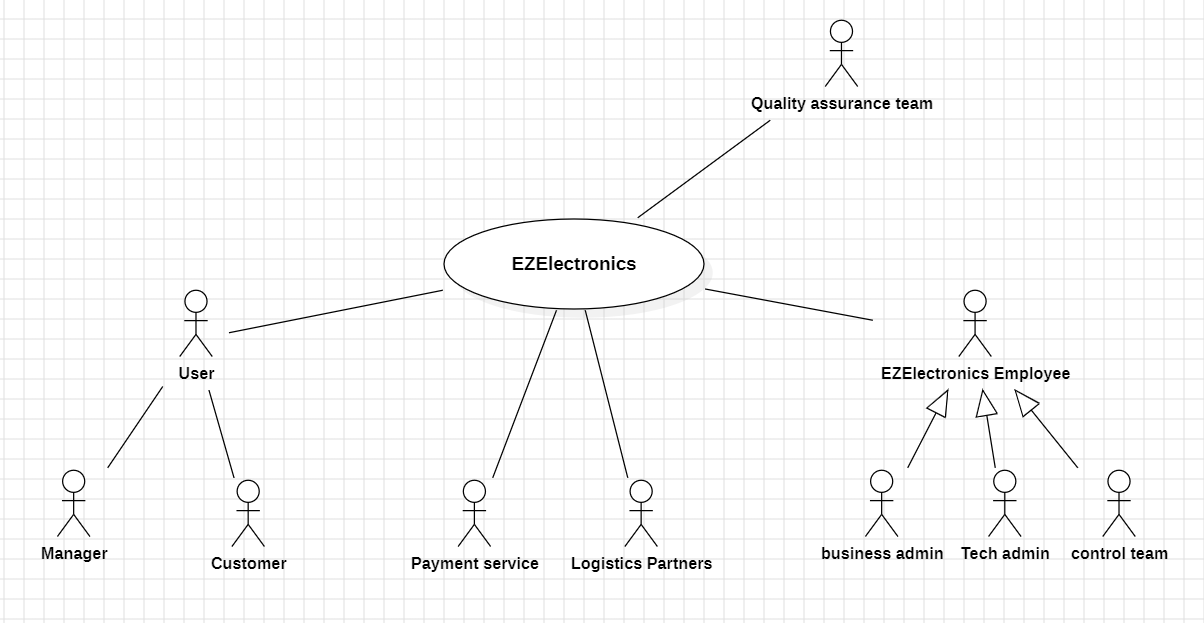 Quality assurance team
EZElectronics
User
EZElectronics Employee
Manager
Customer
Payment service
Logistics Partners
business admin
Tech admin
control team